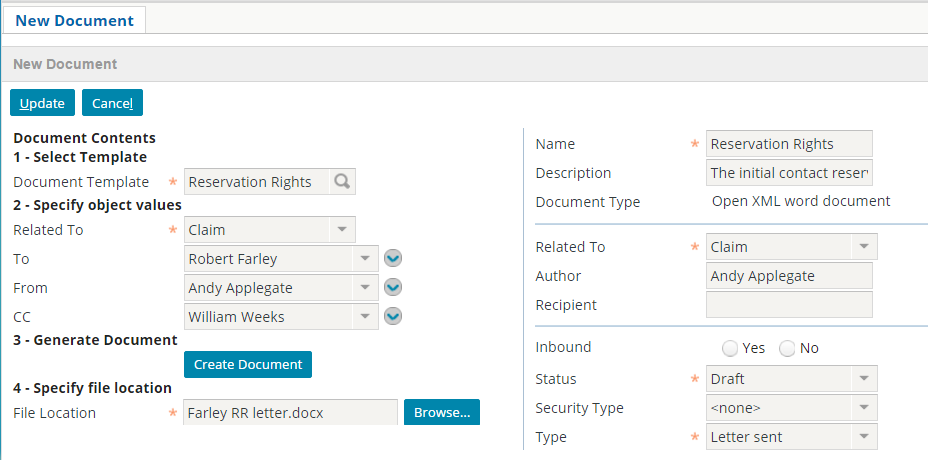 New Document
New Document
Update Cancel
Document Contents
1 - Select Template
Document Template * Reservation Rights
2 - Specify object values
Related To * Claim
To Robert Farley
From Andy Applegate
CC William Weeks
3 - Generate Document
Create Document
4 - Specify file location
File Location * Farley RR letter.docx Browse...
Name * Reservation Rights
Description The initial contact reser
Document Type Open XML word document
Related To * Claim
Author Andy Applegate
Recipient
Inbound Yes No
Status * Draft
Security Type <none>
Type * Letter sent